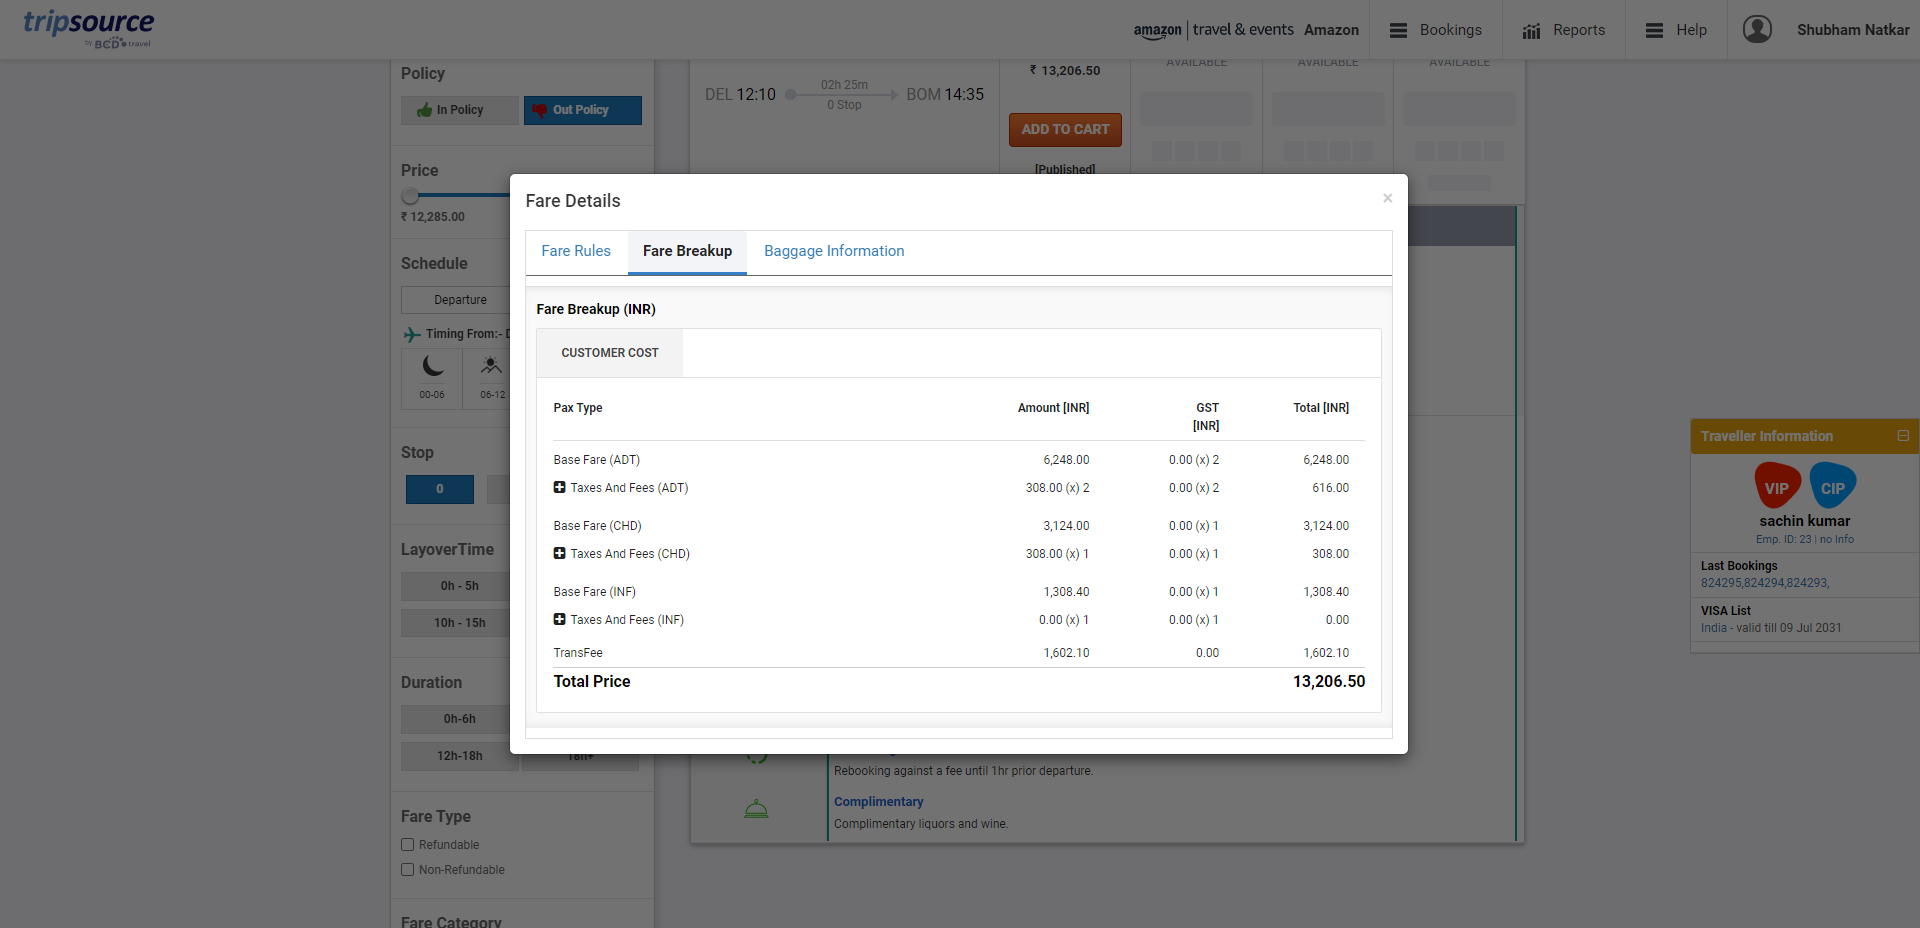 tripsource
by BCD travel
amazon | travel & events Amazon
Bookings
Reports
Help
Shubham Natkar
Policy
In Policy
Out Policy
Price
₹ 12,285.00
Schedule
Departure
Timing From:- D
00-06
06-12
Stop
0
LayoverTime
0h - 5h
10h - 15h
Duration
0h-6h
12h-18h
18h+
Fare Type
Refundable
Non-Refundable
Fare Category
DEL 12:10
02h 25m
0 Stop
BOM 14:35
₹ 13,206.50
ADD TO CART
[Published]
AVAILABLE
AVAILABLE
AVAILABLE
Fare Details
×
Fare Rules
Fare Breakup
Baggage Information
Fare Breakup (INR)
CUSTOMER COST
Pax Type Amount [INR] GST [INR] Total [INR]
Base Fare (ADT) 6,248.00 0.00 (x) 2 6,248.00
Taxes And Fees (ADT) 308.00 (x) 2 0.00 (x) 2 616.00
Base Fare (CHD) 3,124.00 0.00 (x) 1 3,124.00
Taxes And Fees (CHD) 308.00 (x) 1 0.00 (x) 1 308.00
Base Fare (INF) 1,308.40 0.00 (x) 1 1,308.40
Taxes And Fees (INF) 0.00 (x) 1 0.00 (x) 1 0.00
TransFee 1,602.10 0.00 1,602.10
Total Price 13,206.50
Rebooking against a fee until 1hr prior departure.
Complimentary
Complimentary liquors and wine.
Traveller Information
VIP
CIP
sachin kumar
Emp. ID: 23 | no Info
Last Bookings
824295,824294,824293,
VISA List
India - valid till 09 Jul 2031